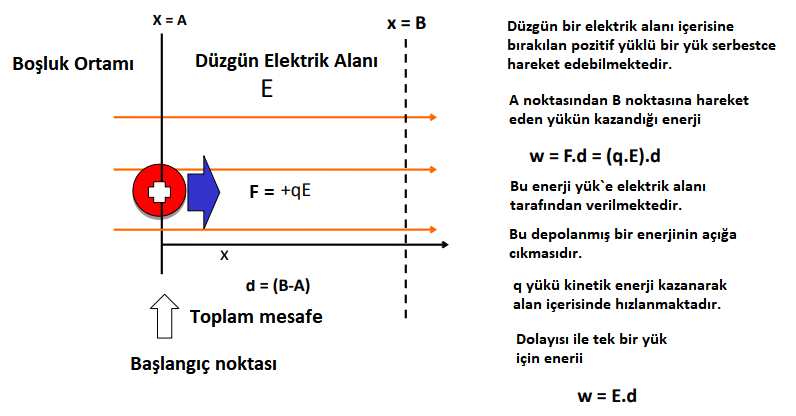 X = A
x = B
Boşluk Ortamı
Düzgün Elektrik Alanı
E
F = +qE
x
d = (B-A)
Toplam mesafe
Başlangıç noktası
Düzgün bir elektrik alanı içerisine
bırakılan pozitif yüklü bir yük serbestce
hareket edebilmektedir.
A noktasından B noktasına hareket
eden yükün kazandığı enerji
w = F.d = (q.E).d
Bu enerji yük`e elektrik alanı
tarafından verilmektedir.
Bu depolanmış bir enerjinin açığa
cıkmasıdır.
q yükü kinetik enerji kazanarak
alan içerisinde hızlanmaktadır.
Dolayısı ile tek bir yük
için enerii
w = E.d